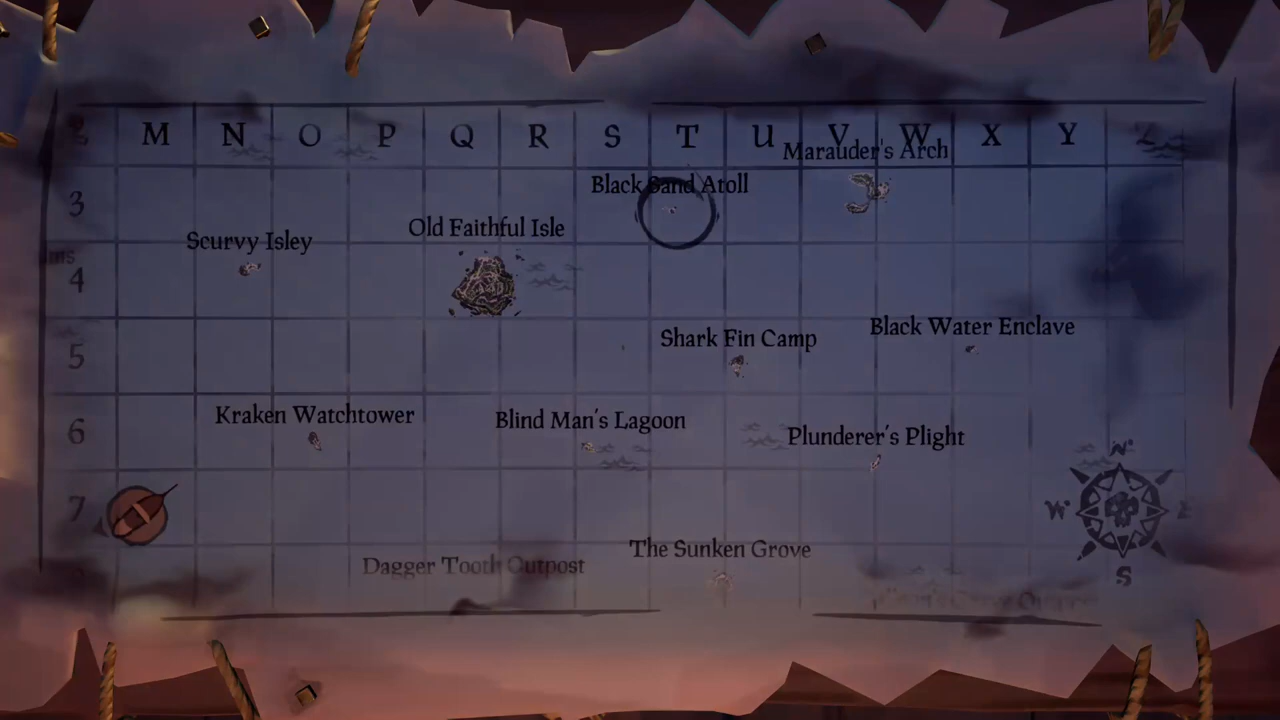 M N O P Q R S T U V W X Y Z
Marauder's Arch
3
Black Sand Atoll
Scurvy Isley
Old Faithful Isle
4
Shark Fin Camp
Black Water Enclave
5
Kraken Watchtower
Blind Man's Lagoon
Plunderer's Plight
6
N
W
E
S
7
The Sunken Grove
Dagger Tooth Outpost